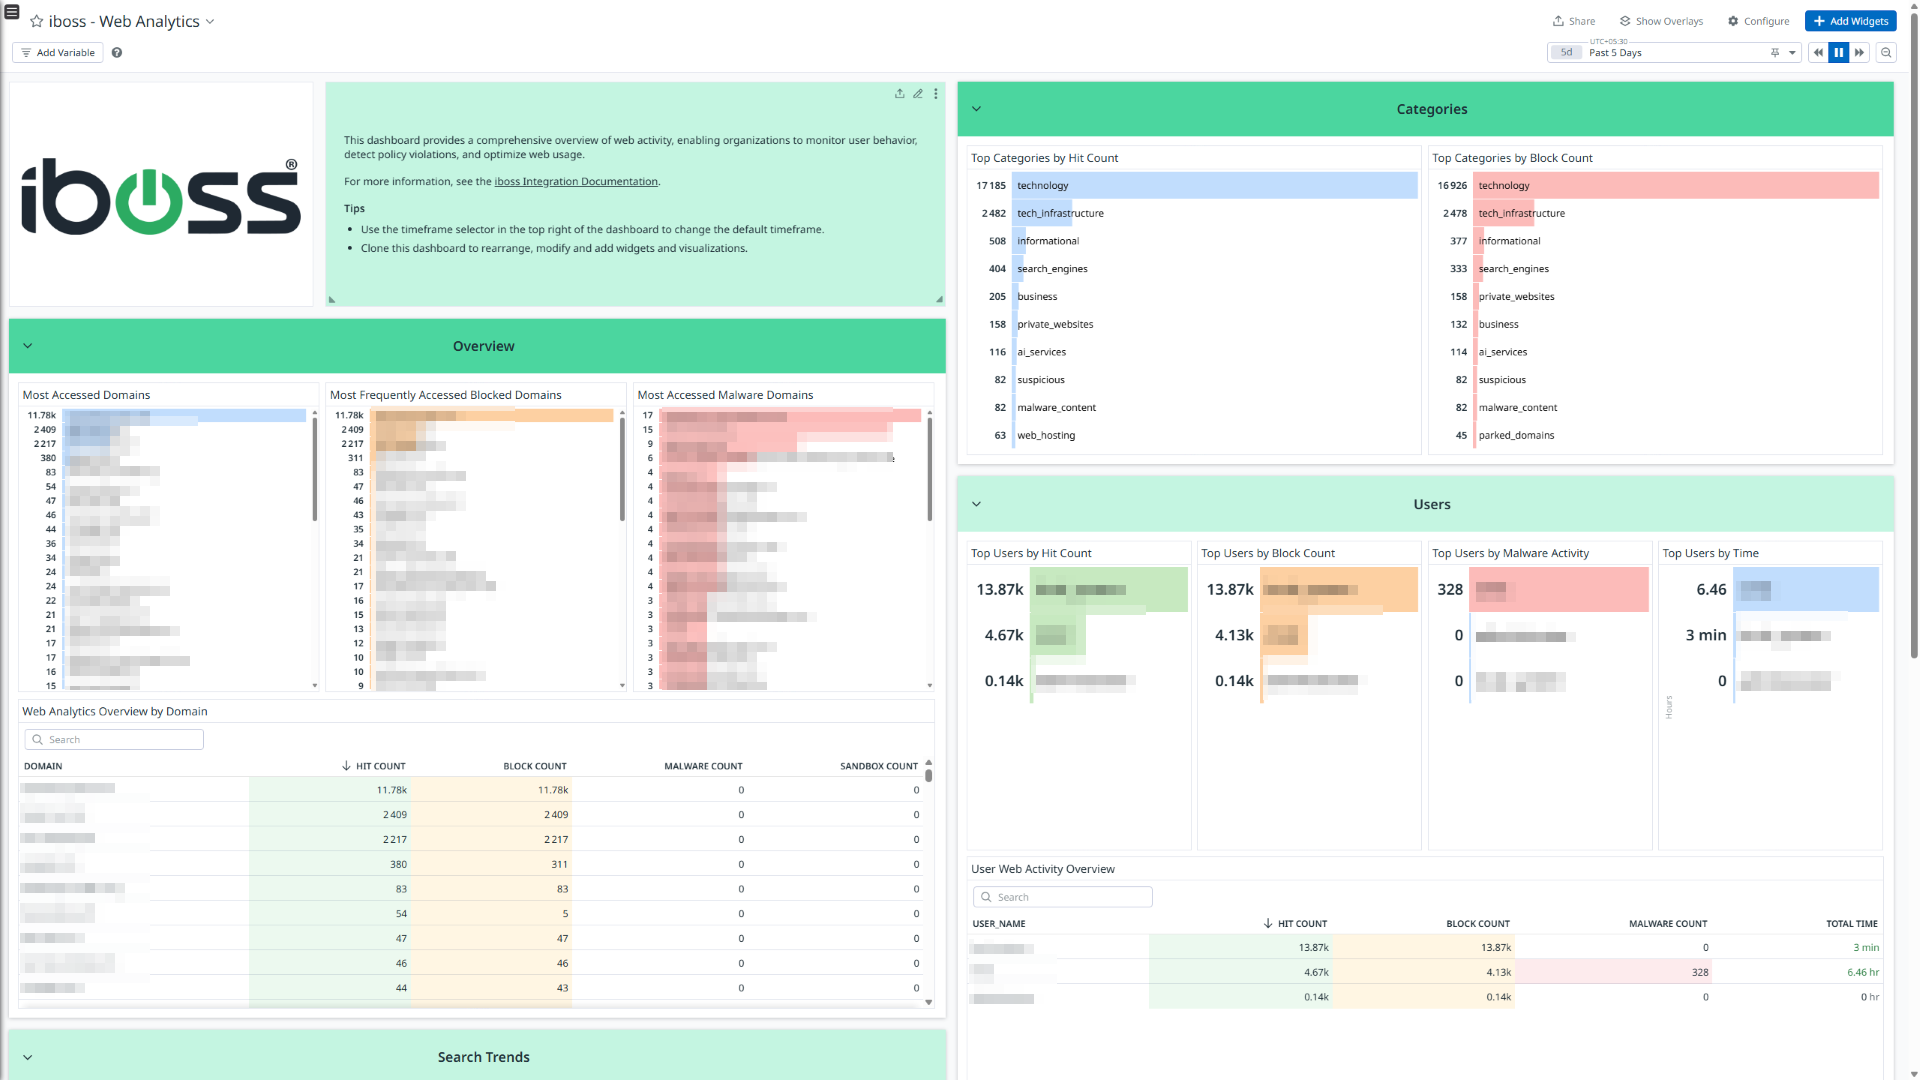 iboss - Web Analytics
Share
Show Overlays
Configure
Add Widgets
Add Variable
UTC+05:30
5d Past 5 Days
iboss®
This dashboard provides a comprehensive overview of web activity, enabling organizations to monitor user behavior,
detect policy violations, and optimize web usage.
For more information, see the iboss Integration Documentation.
Tips
Use the timeframe selector in the top right of the dashboard to change the default timeframe.
Clone this dashboard to rearrange, modify and add widgets and visualizations.
Overview
Most Accessed Domains
11.78k
2 409
2 217
380
83
54
47
46
44
36
34
24
24
22
21
21
17
17
16
15
Most Frequently Accessed Blocked Domains
11.78k
2 409
2 217
311
83
47
46
43
35
34
21
21
17
16
15
13
12
10
10
9
Most Accessed Malware Domains
17
15
9
6
4
4
4
4
4
4
4
4
4
3
3
3
3
3
3
3
Web Analytics Overview by Domain
Search
DOMAIN HIT COUNT BLOCK COUNT MALWARE COUNT SANDBOX COUNT
11.78k 11.78k 0 0
2 409 2 409 0 0
2 217 2 217 0 0
380 311 0 0
83 83 0 0
54 5 0 0
47 47 0 0
46 46 0 0
44 43 0 0
Search Trends
Categories
Top Categories by Hit Count
17 185 technology
2 482 tech_infrastructure
508 informational
404 search_engines
205 business
158 private_websites
116 ai_services
82 suspicious
82 malware_content
63 web_hosting
Top Categories by Block Count
16 926 technology
2 478 tech_infrastructure
377 informational
333 search_engines
158 private_websites
132 business
114 ai_services
82 suspicious
82 malware_content
45 parked_domains
Users
Top Users by Hit Count
13.87k
4.67k
0.14k
Top Users by Block Count
13.87k
4.13k
0.14k
Top Users by Malware Activity
328
0
0
Top Users by Time
6.46
3 min
0
Hours
User Web Activity Overview
Search
USER_NAME HIT COUNT BLOCK COUNT MALWARE COUNT TOTAL TIME
13.87k 13.87k 0 3 min
4.67k 4.13k 328 6.46 hr
0.14k 0.14k 0 0 hr